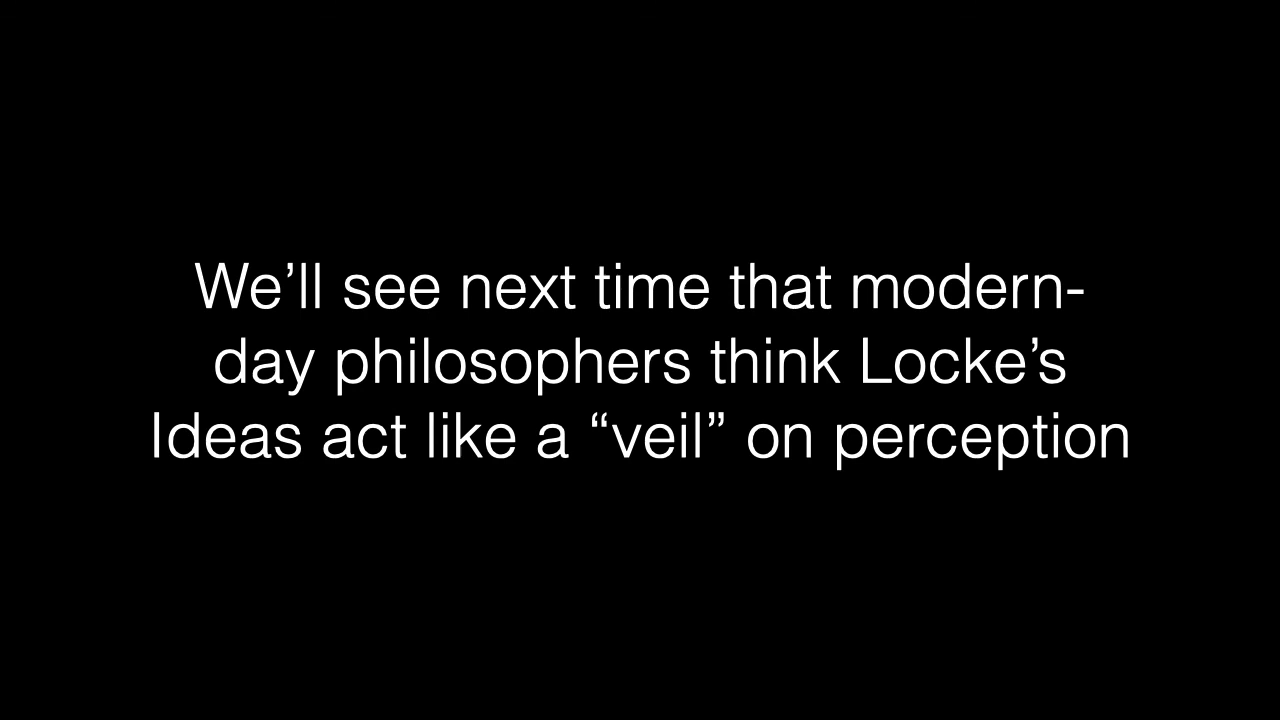 We’ll see next time that modern-
day philosophers think Locke’s
Ideas act like a “veil” on perception